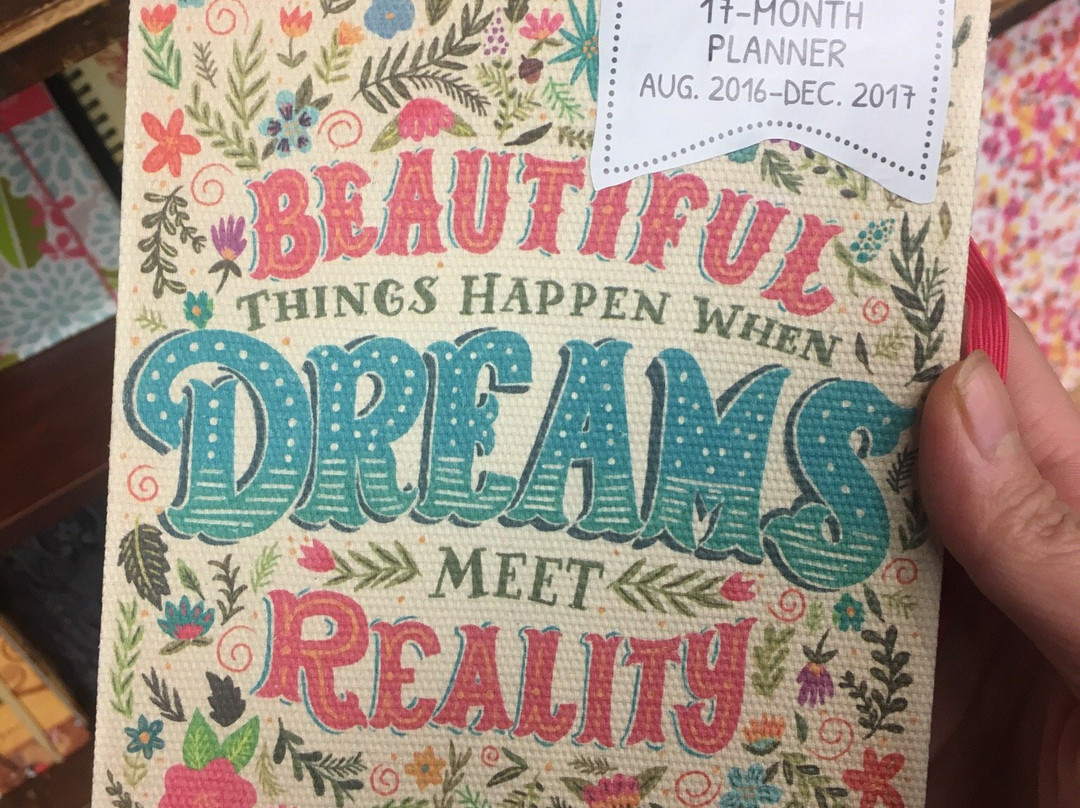 17-MONTH
PLANNER
AUG. 2016-DEC. 2017
BEAUTIFUL
THINGS HAPPEN WHEN
DREAMS
MEET
REALITY